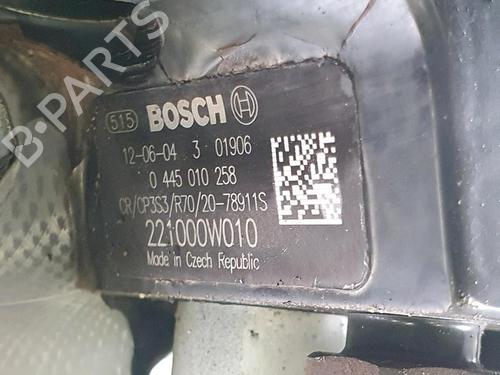 B-PARTS
515 BOSCH
12-06-04 3 01906
0 445 010 258
CR/CP3S3/R70/20-78911S
221000W010
Made in Czech Republic